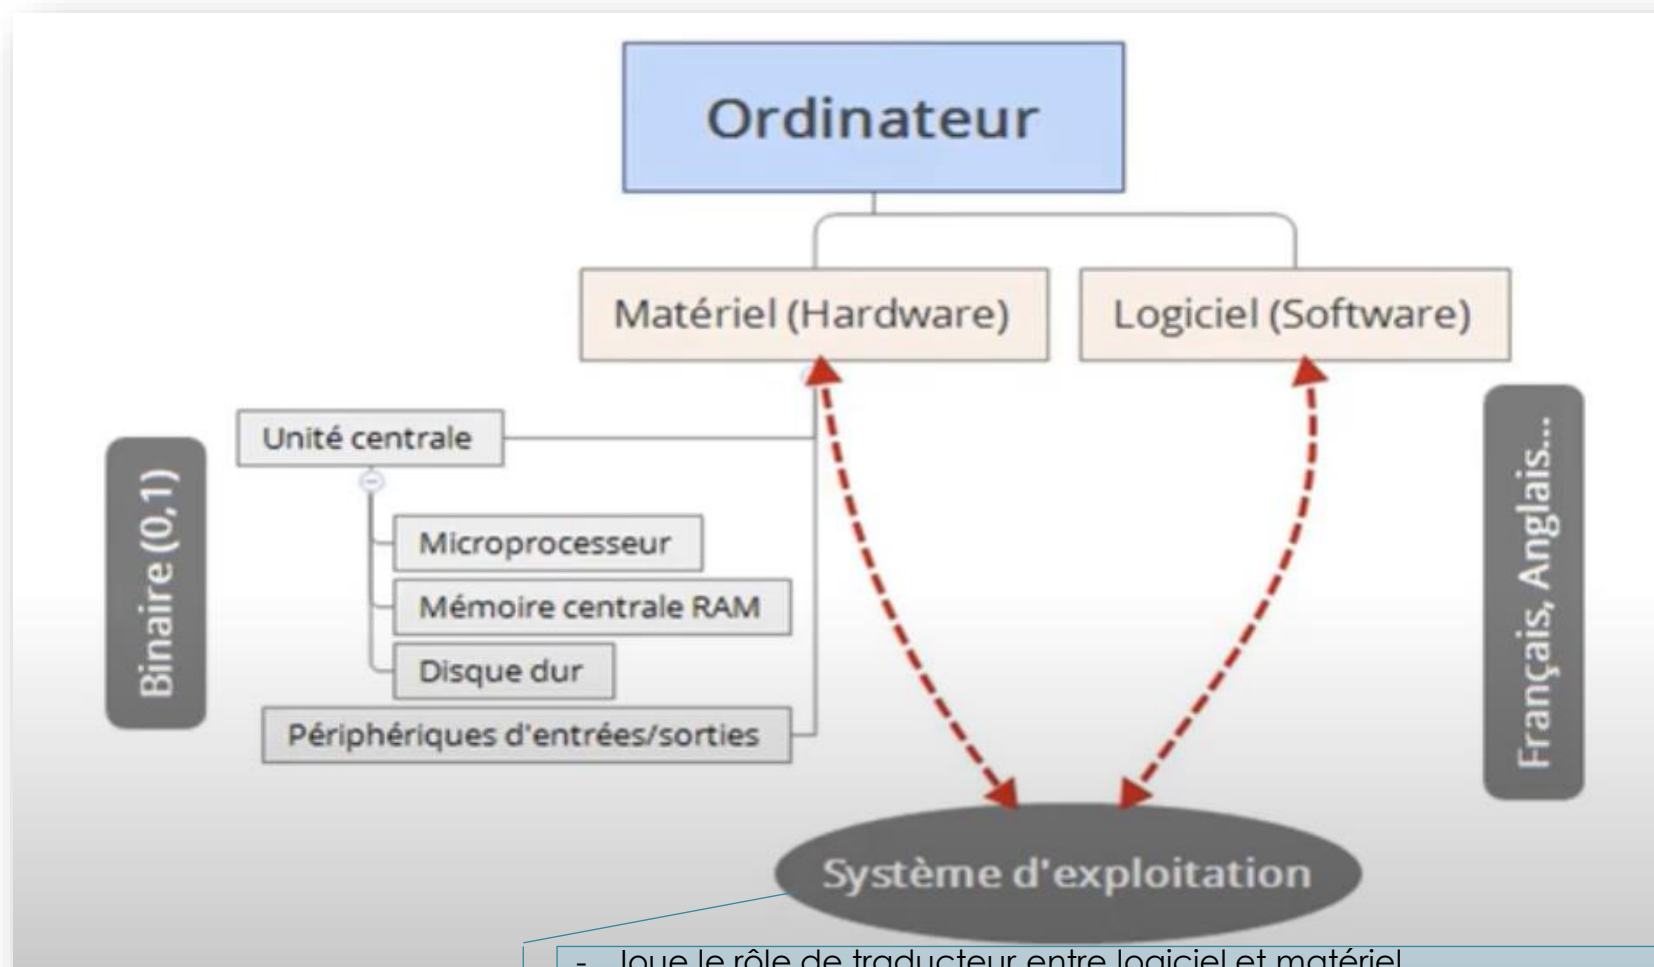 Ordinateur
Matériel (Hardware)
Logiciel (Software)
Unité centrale
Microprocesseur
Mémoire centrale RAM
Disque dur
Périphériques d'entrées/sorties
Binaire (0,1)
Français, Anglais...
Système d'exploitation
- Joue le rôle de traducteur entre logiciel et matériel